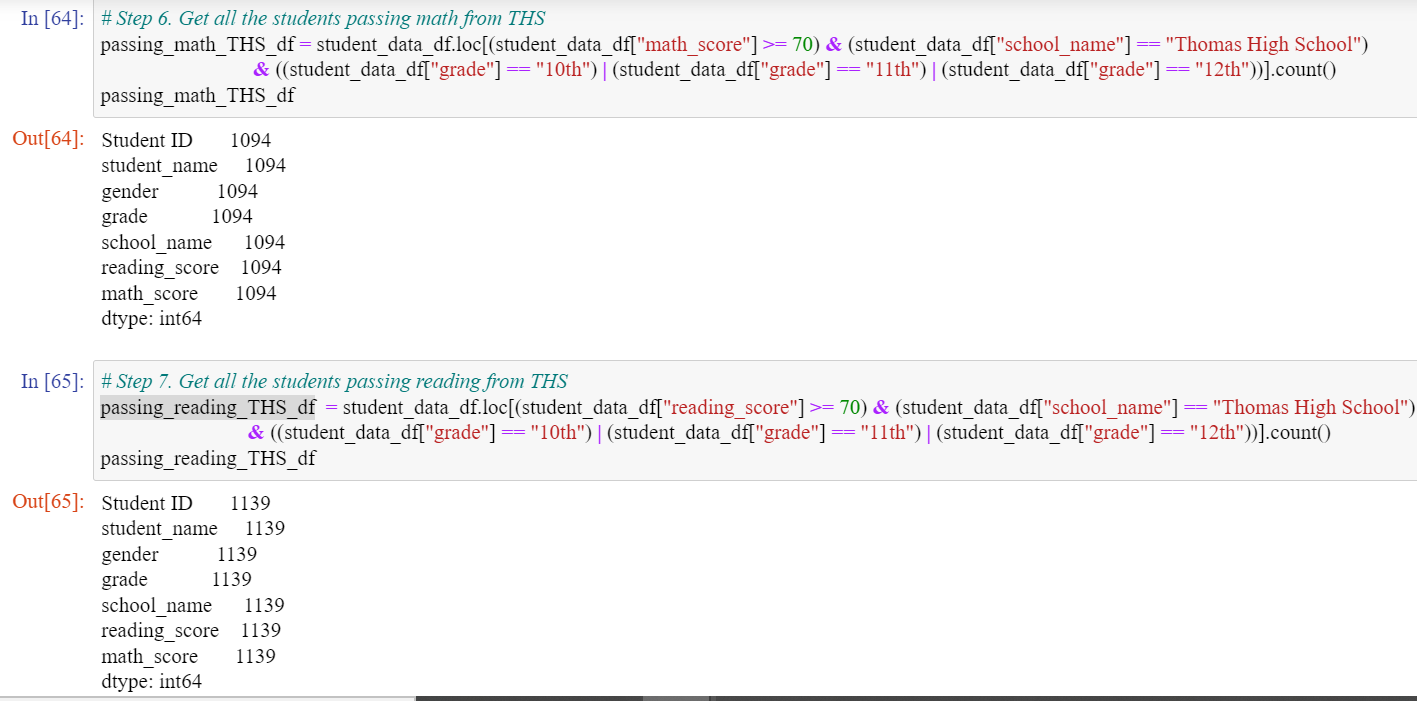 In [64]: # Step 6. Get all the students passing math from THS
passing_math_THS_df = student_data_df.loc[(student_data_df["math_score"] >= 70) & (student_data_df["school_name"] == "Thomas High School")
& ((student_data_df["grade"] == "10th") | (student_data_df["grade"] == "11th") | (student_data_df["grade"] == "12th"))].count()
passing_math_THS_df
Out[64]: Student ID 1094
student_name 1094
gender 1094
grade 1094
school_name 1094
reading_score 1094
math_score 1094
dtype: int64
In [65]: # Step 7. Get all the students passing reading from THS
passing_reading_THS_df = student_data_df.loc[(student_data_df["reading_score"] >= 70) & (student_data_df["school_name"] == "Thomas High School")
& ((student_data_df["grade"] == "10th") | (student_data_df["grade"] == "11th") | (student_data_df["grade"] == "12th"))].count()
passing_reading_THS_df
Out[65]: Student ID 1139
student_name 1139
gender 1139
grade 1139
school_name 1139
reading_score 1139
math_score 1139
dtype: int64